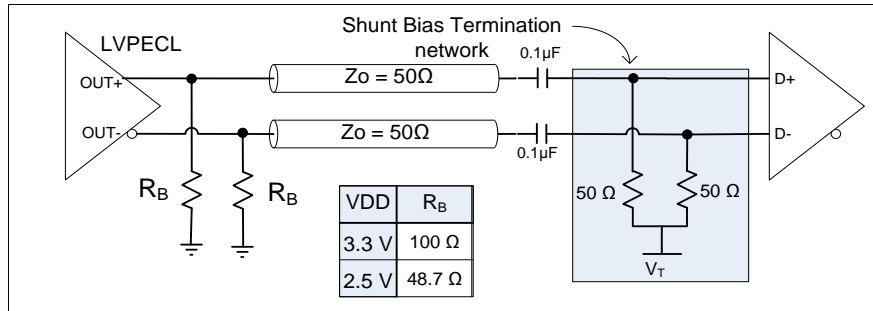 Shunt Bias Termination
network
LVPECL
0.1µF
OUT+
Zo = 50Ω
D+
OUT-
Zo = 50Ω
D-
0.1µF
R_B
R_B
50 Ω
50 Ω
VDD R_B
3.3 V 100 Ω
2.5 V 48.7 Ω
V_T